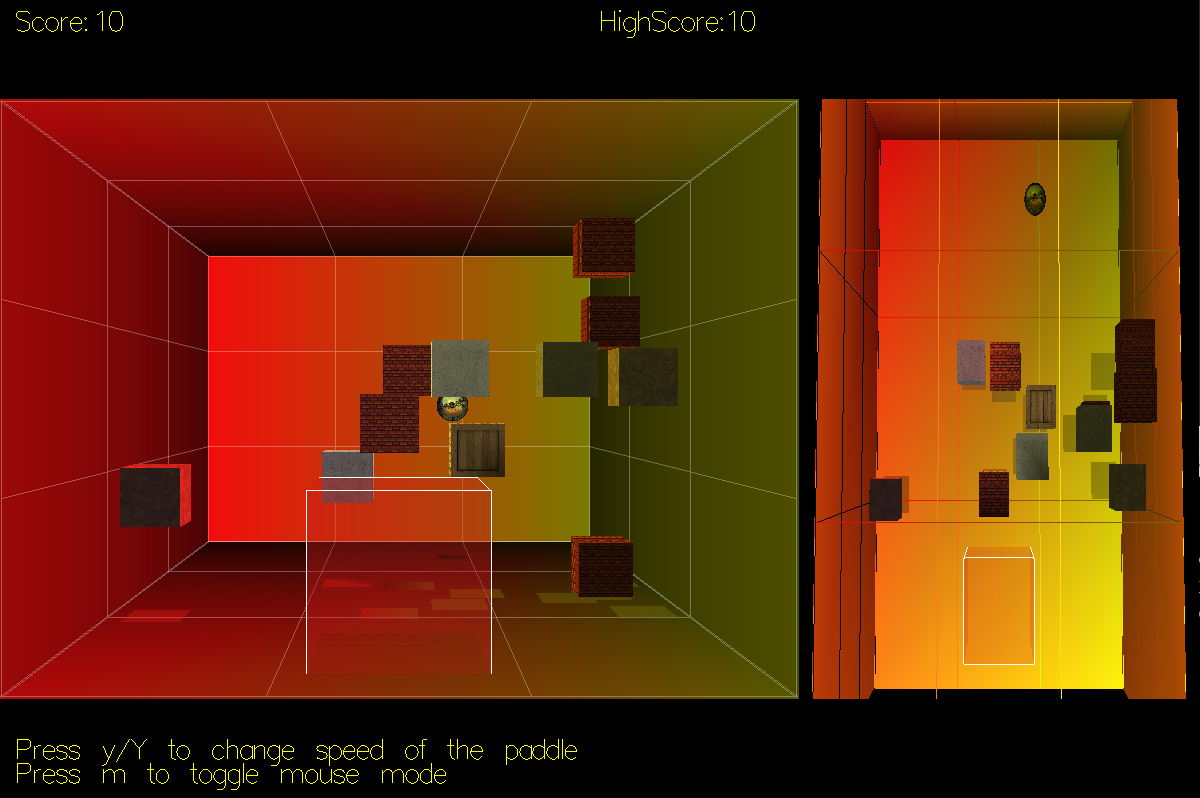 Score: 10
HighScore:10
Press y/Y to change speed of the paddle
Press m to toggle mouse mode